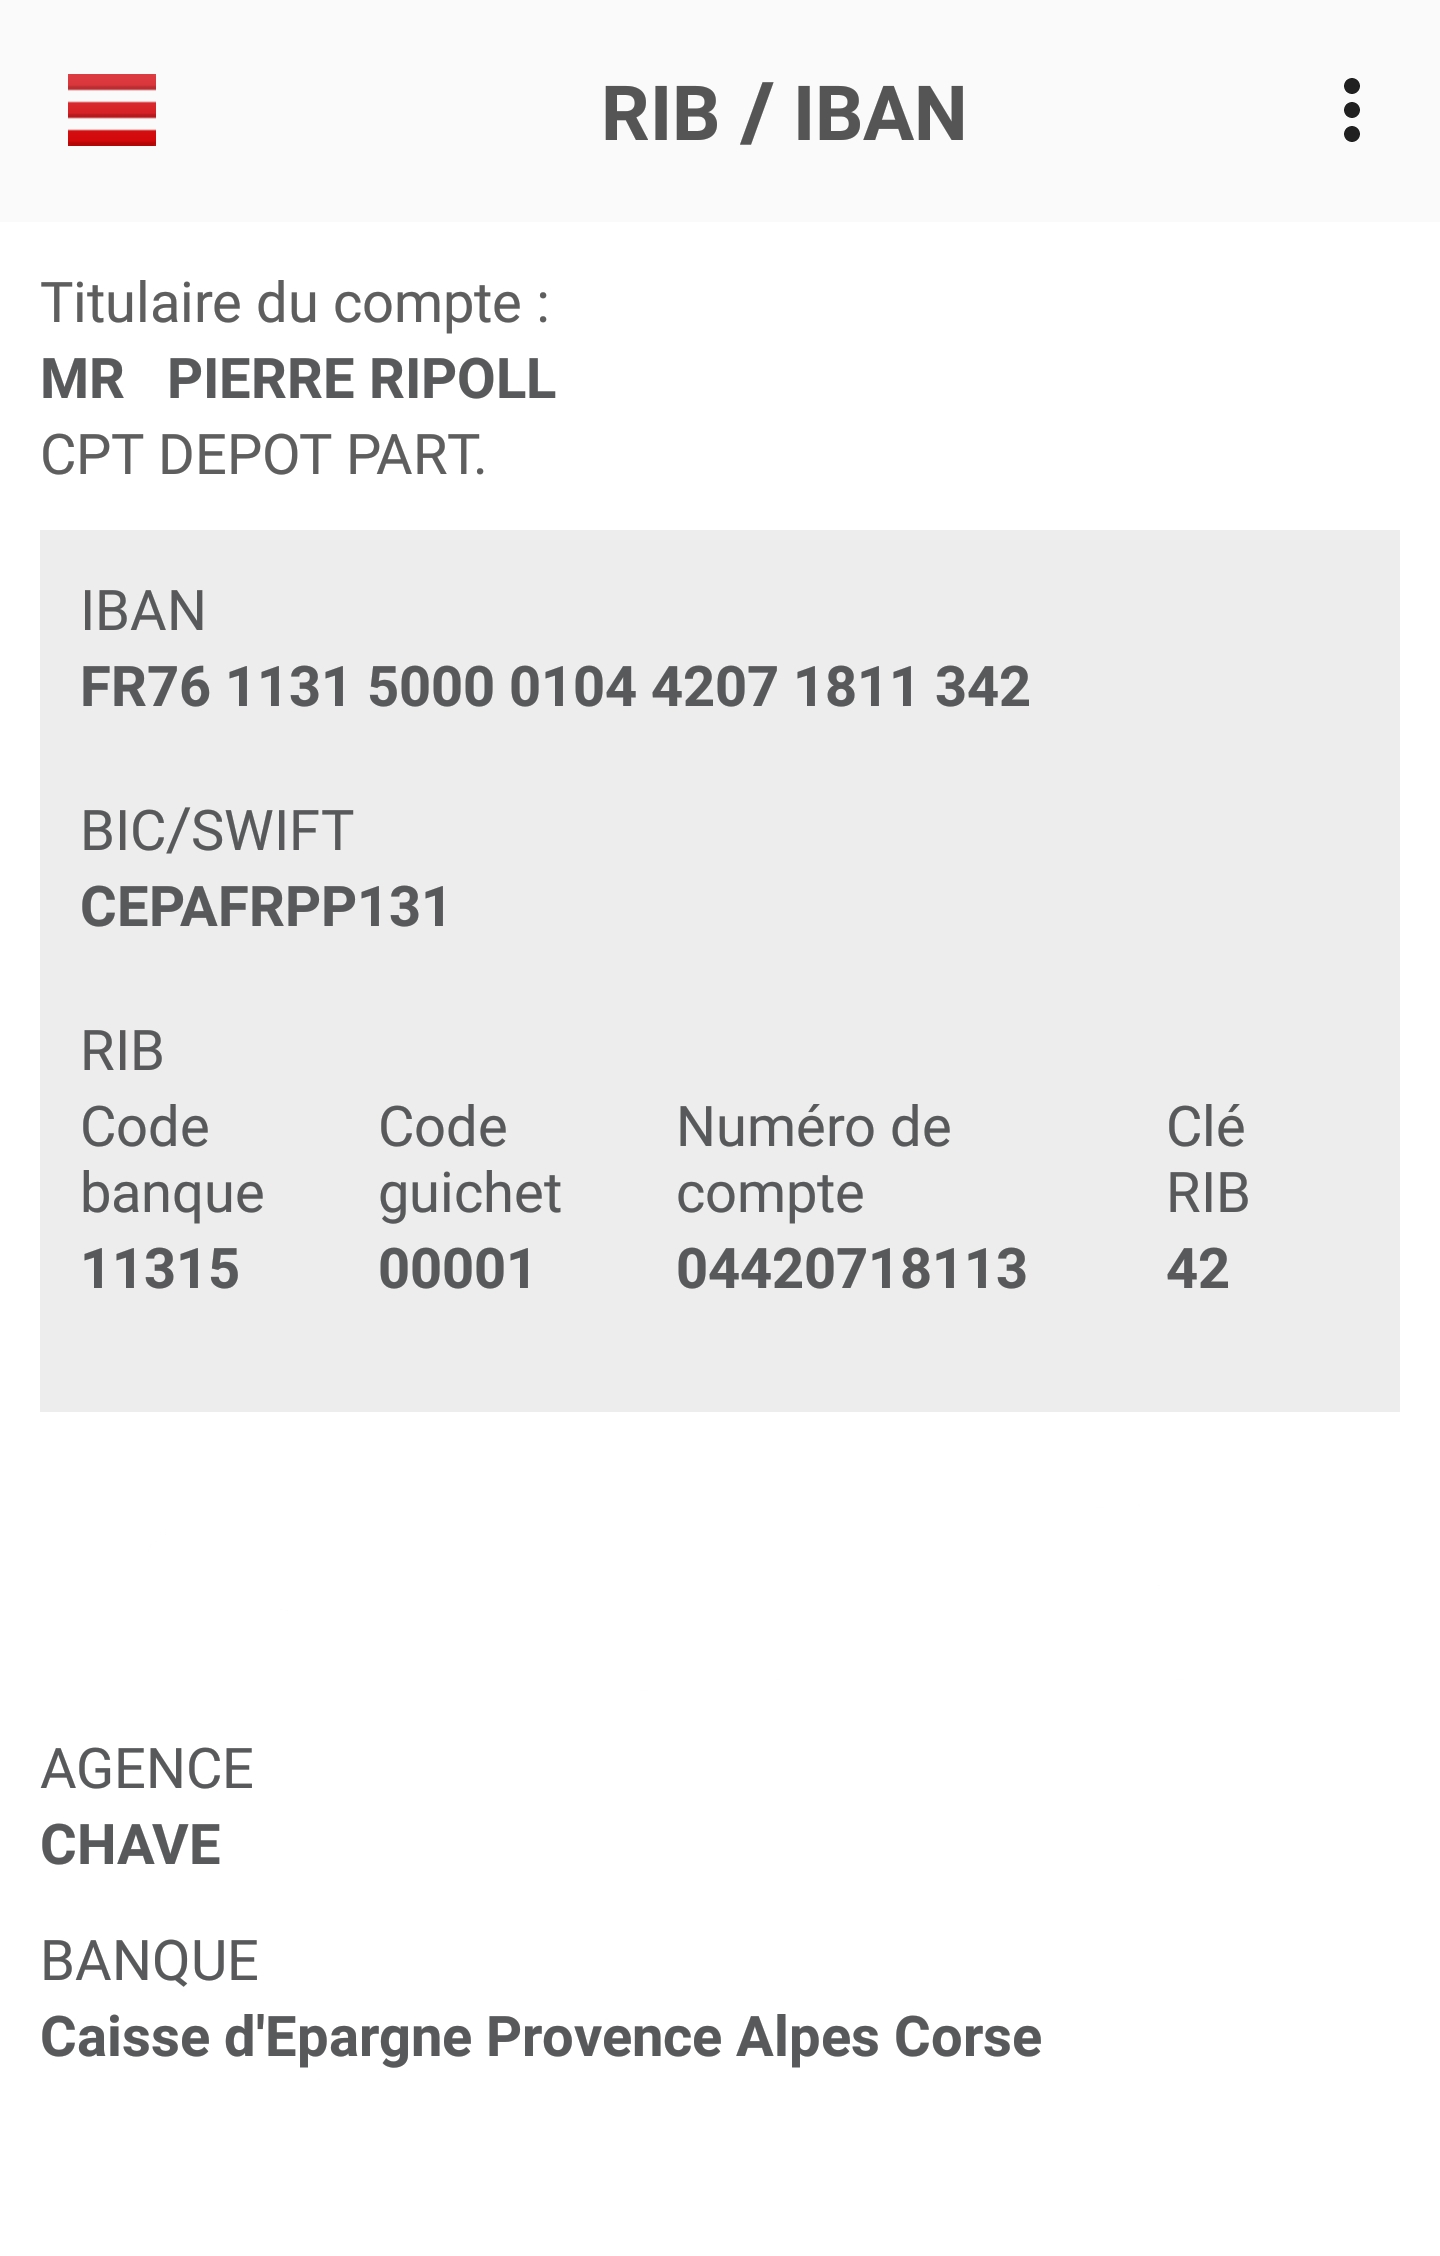 RIB / IBAN
Titulaire du compte :
MR   PIERRE RIPOLL
CPT DEPOT PART.
IBAN
FR76 1131 5000 0104 4207 1811 342
BIC/SWIFT
CEPAFRPP131
RIB
Code banque
Code guichet
Numéro de compte
Clé RIB
11315
00001
04420718113
42
AGENCE
CHAVE
BANQUE
Caisse d'Epargne Provence Alpes Corse